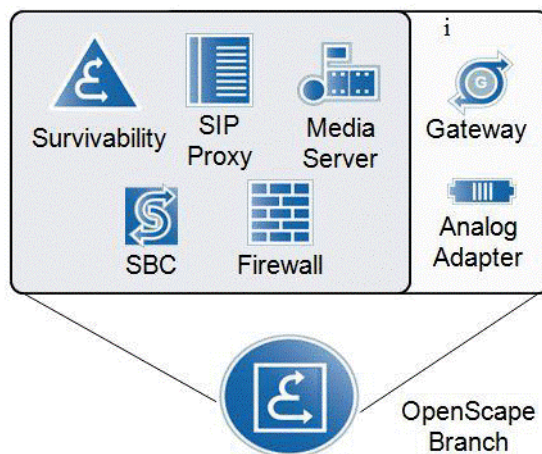 i
Survivability
SIP
Proxy
Media
Server
Gateway
SBC
Firewall
Analog
Adapter
OpenScape
Branch